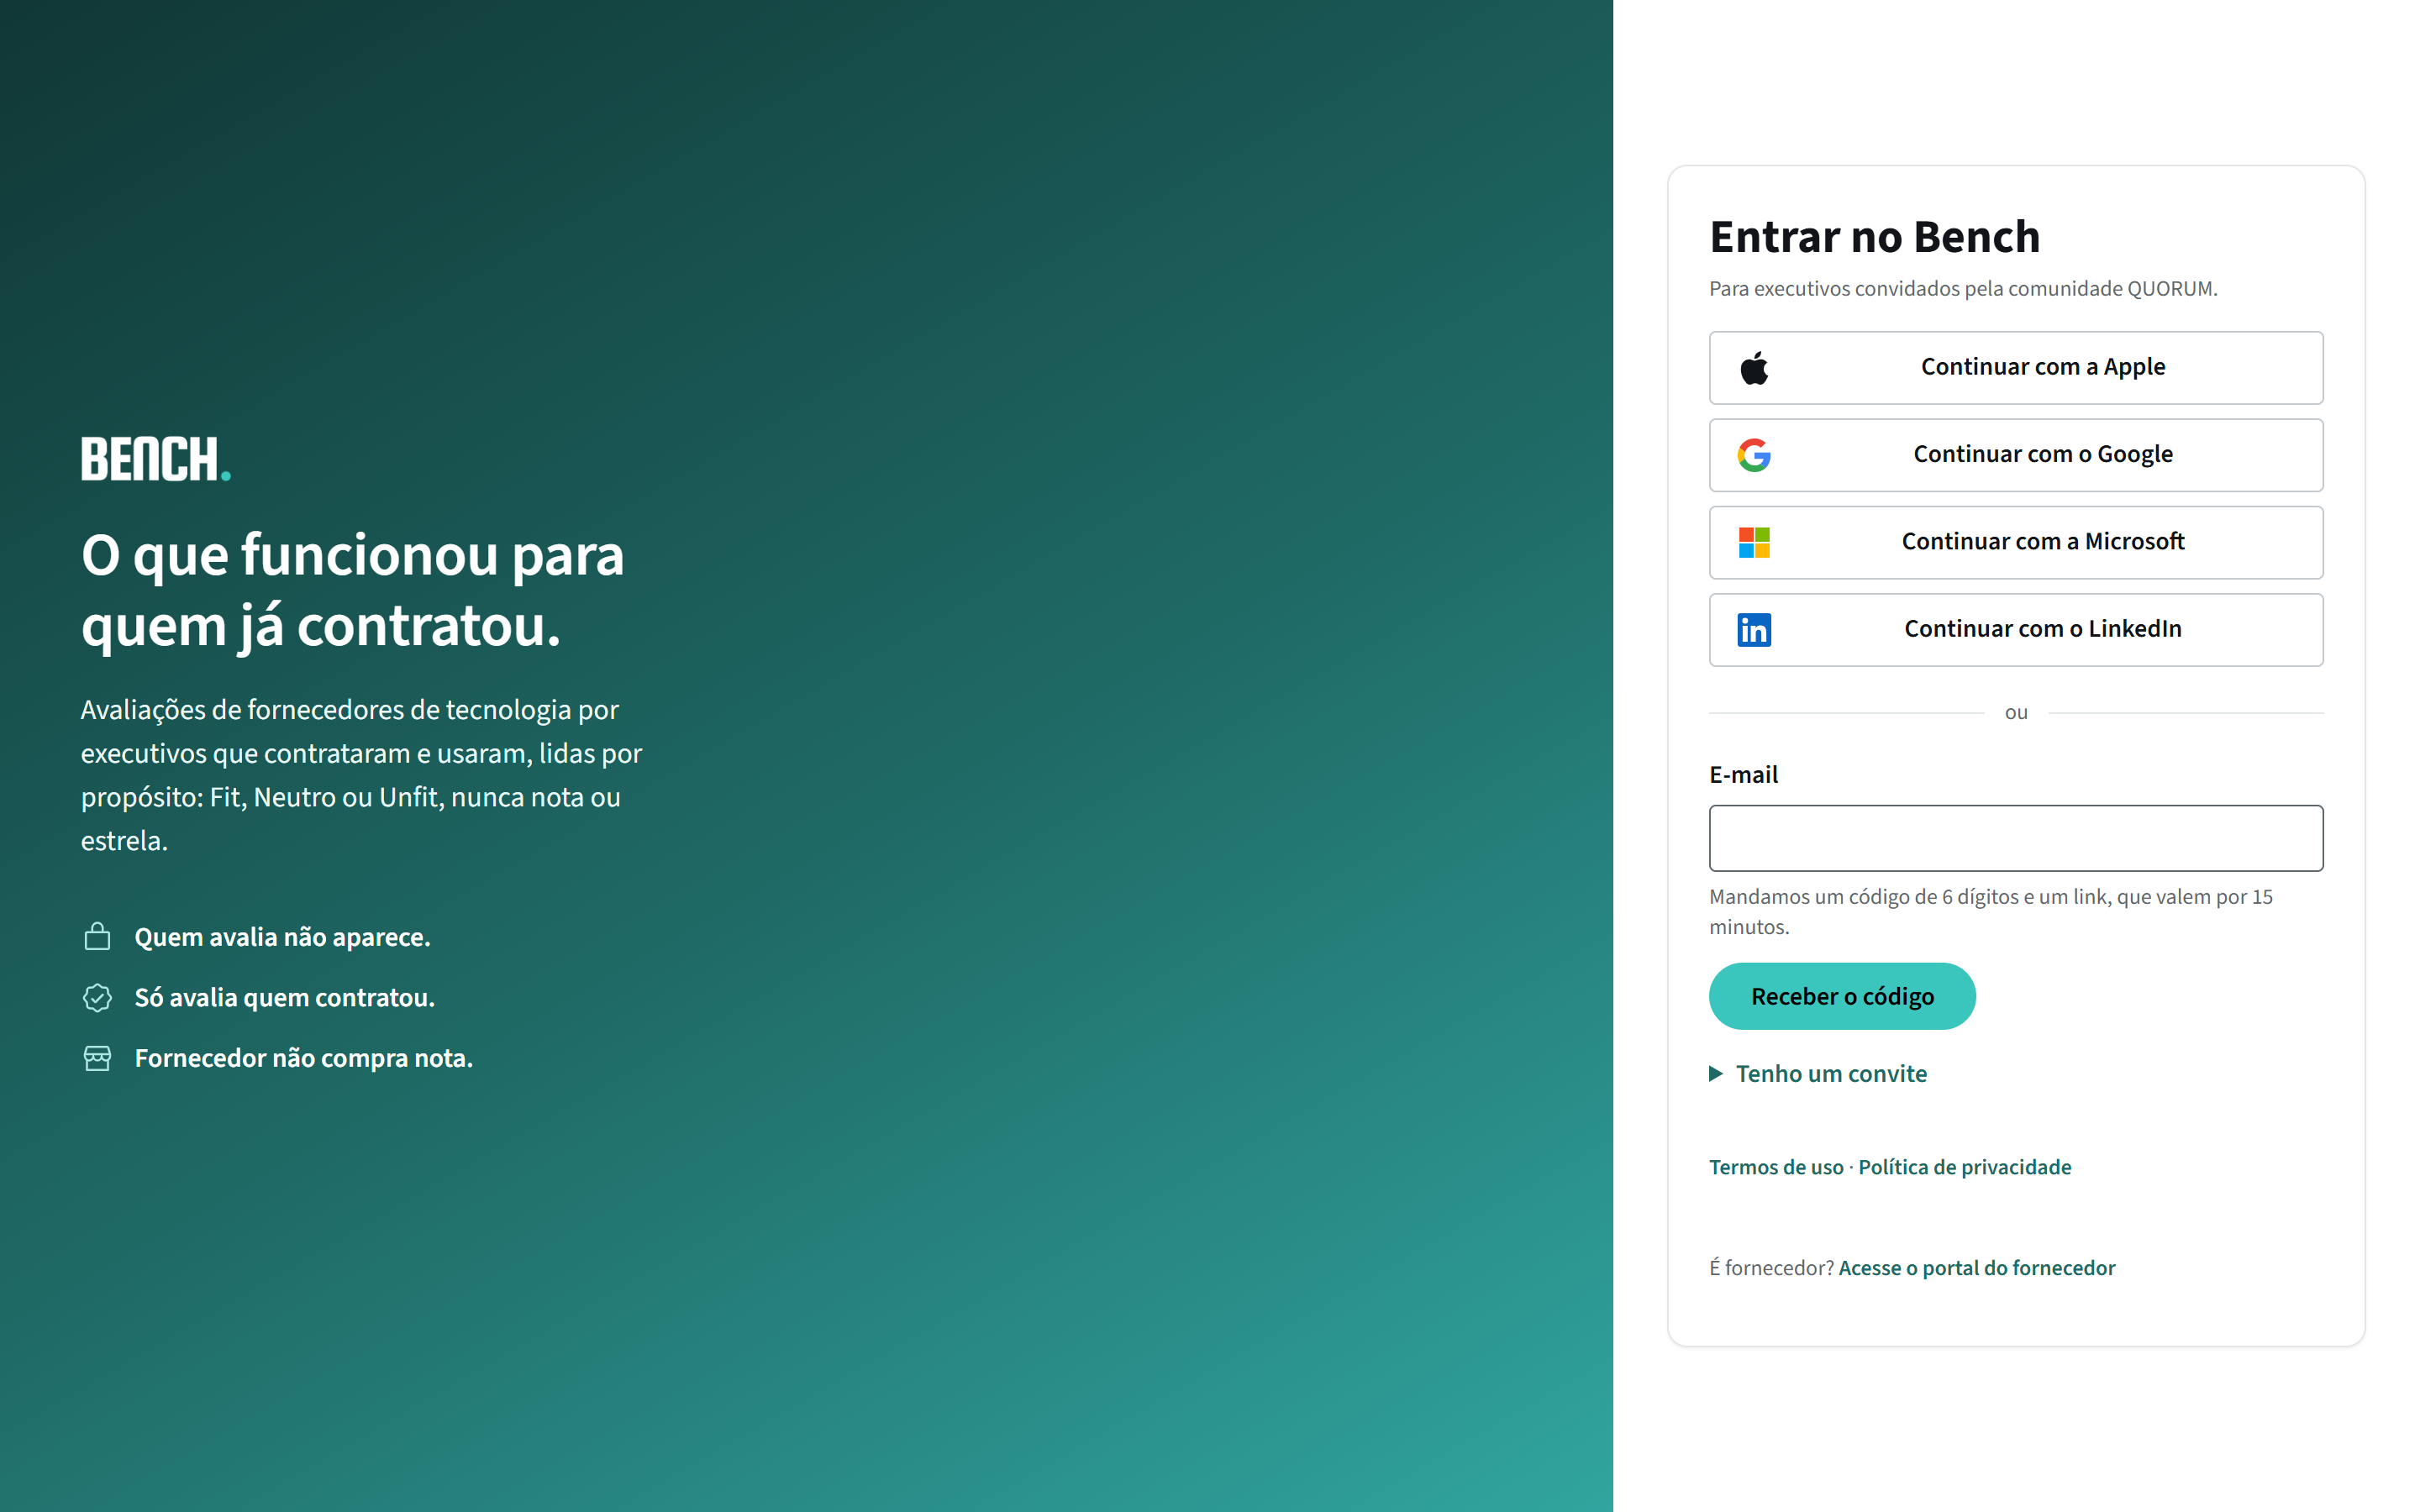 BENCH.
O que funcionou para
quem já contratou.
Avaliações de fornecedores de tecnologia por
executivos que contrataram e usaram, lidas por
propósito: Fit, Neutro ou Unfit, nunca nota ou
estrela.
Quem avalia não aparece.
Só avalia quem contratou.
Fornecedor não compra nota.
Entrar no Bench
Para executivos convidados pela comunidade QUORUM.
Continuar com a Apple
Continuar com o Google
Continuar com a Microsoft
Continuar com o LinkedIn
ou
E-mail
Mandamos um código de 6 dígitos e um link, que valem por 15
minutos.
Receber o código
Tenho um convite
Termos de uso · Política de privacidade
É fornecedor? Acesse o portal do fornecedor